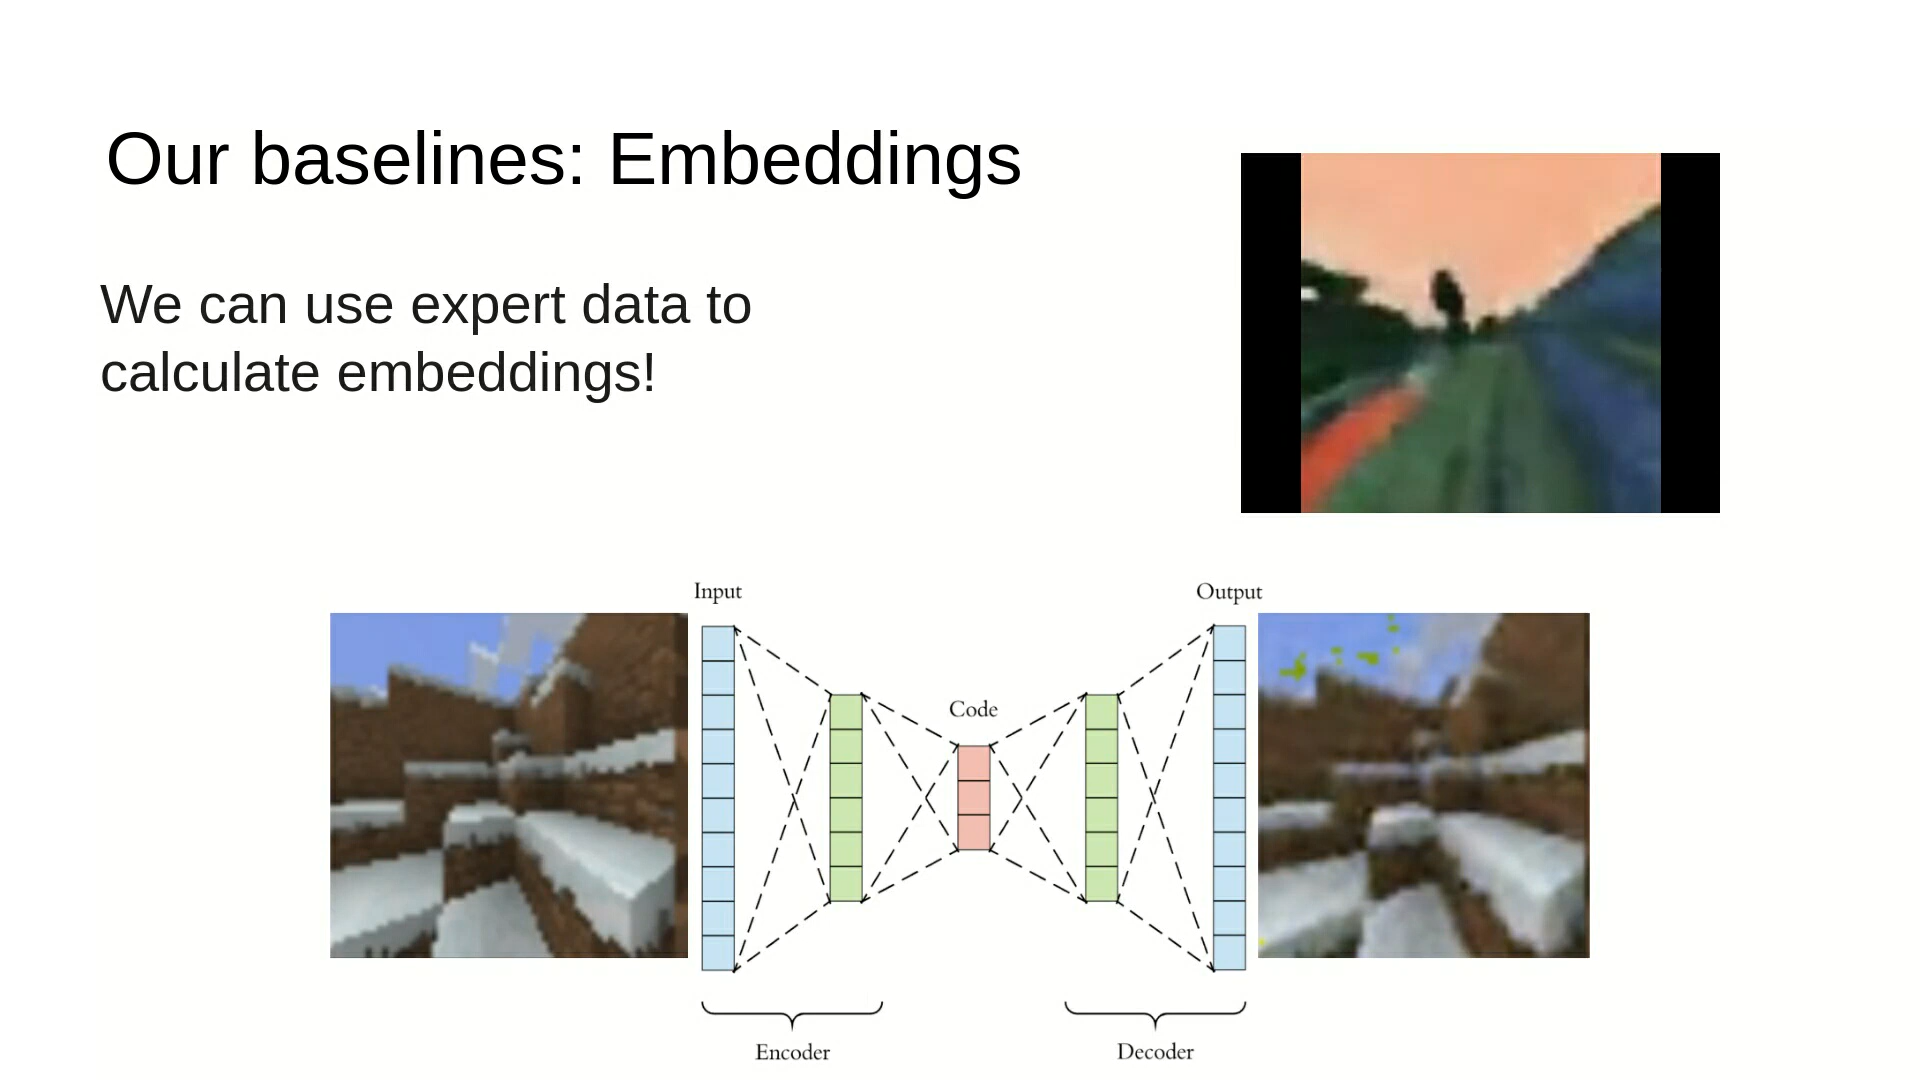 Our baselines: Embeddings
We can use expert data to
calculate embeddings!
Input
Output
Code
Encoder
Decoder